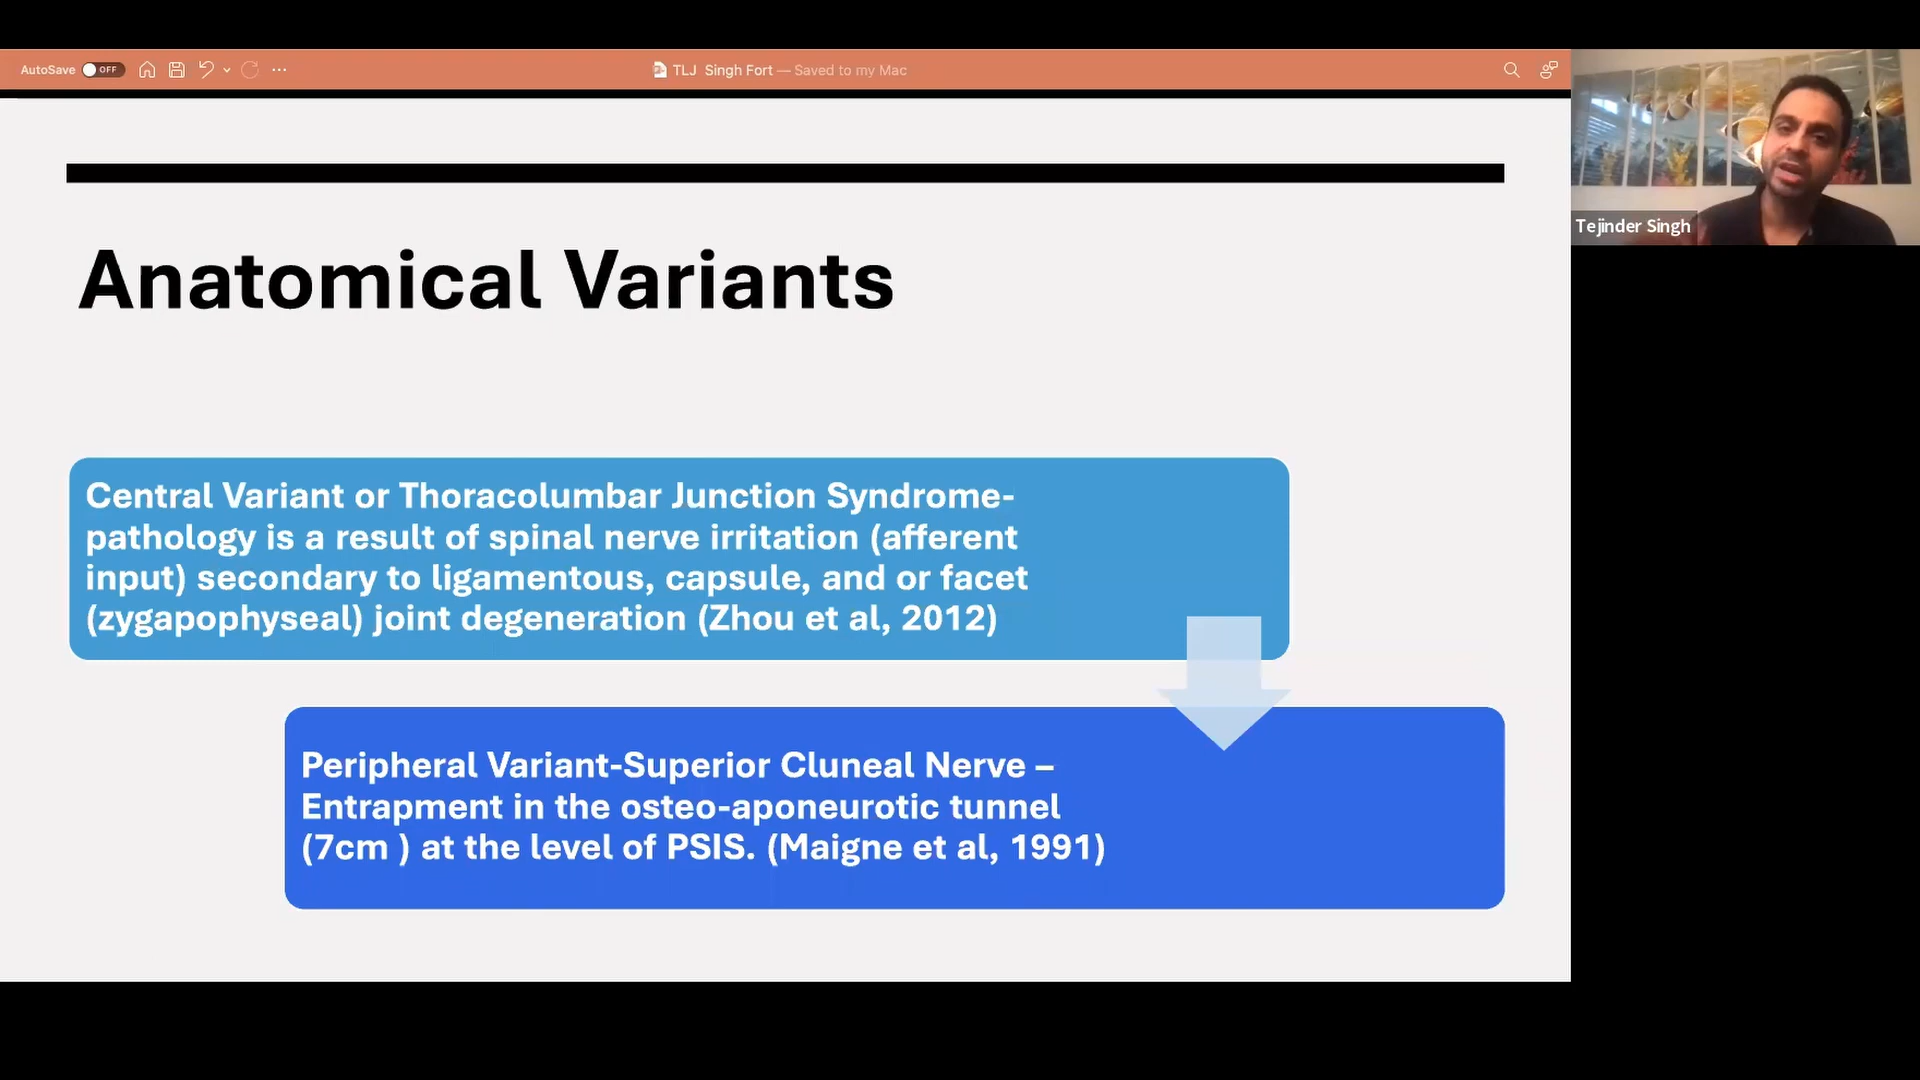 AutoSave OFF
TLJ Singh Fort — Saved to my Mac
Tejinder Singh
Anatomical Variants
Central Variant or Thoracolumbar Junction Syndrome-
pathology is a result of spinal nerve irritation (afferent
input) secondary to ligamentous, capsule, and or facet
(zygapophyseal) joint degeneration (Zhou et al, 2012)
Peripheral Variant-Superior Cluneal Nerve –
Entrapment in the osteo-aponeurotic tunnel
(7cm ) at the level of PSIS. (Maigne et al, 1991)